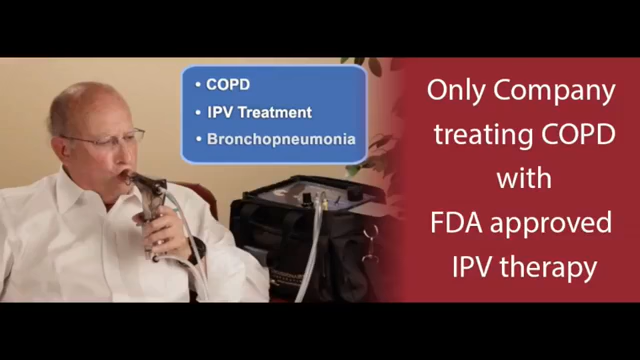 • COPD
• IPV Treatment
• Bronchopneumonia
Only Company
treating COPD
with
FDA approved
IPV therapy